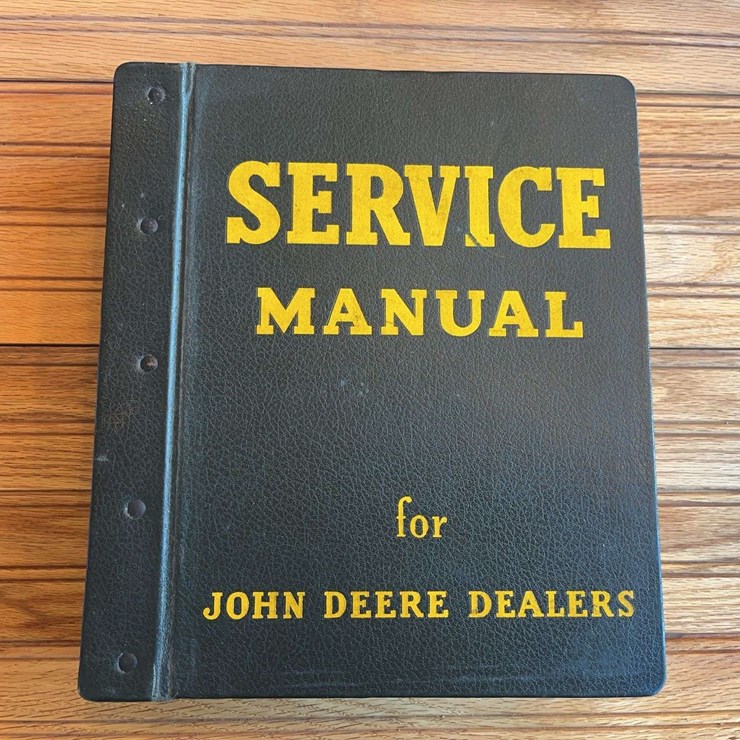 SERVICE
MANUAL
for
JOHN DEERE DEALERS